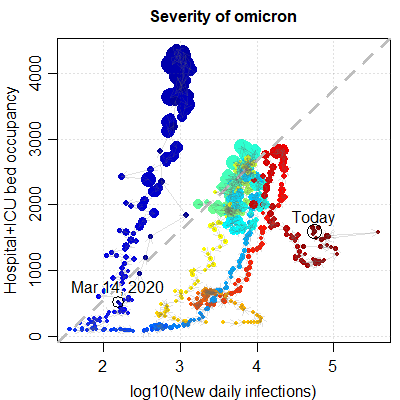 Severity of omicron
Hospital+ICU bed occupancy
4000
3000
2000
1000
0
Today
Mar 14, 2020
2 3 4 5
log10(New daily infections)